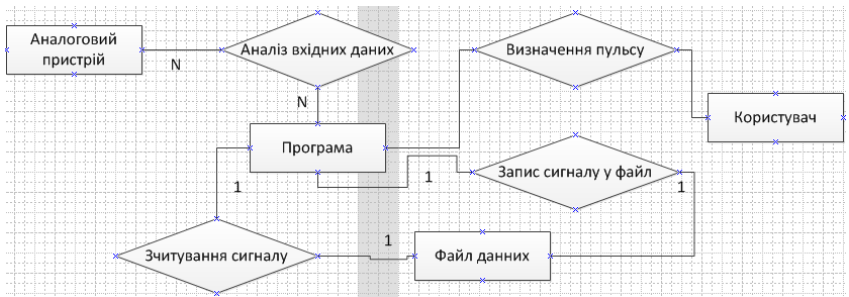 Аналоговий
пристрій
Аналіз вхідних даних
Визначення пульсу
N
N
Користувач
Програма
Запис сигналу у файл
1
1
1
Зчитування сигналу
1
Файл данних